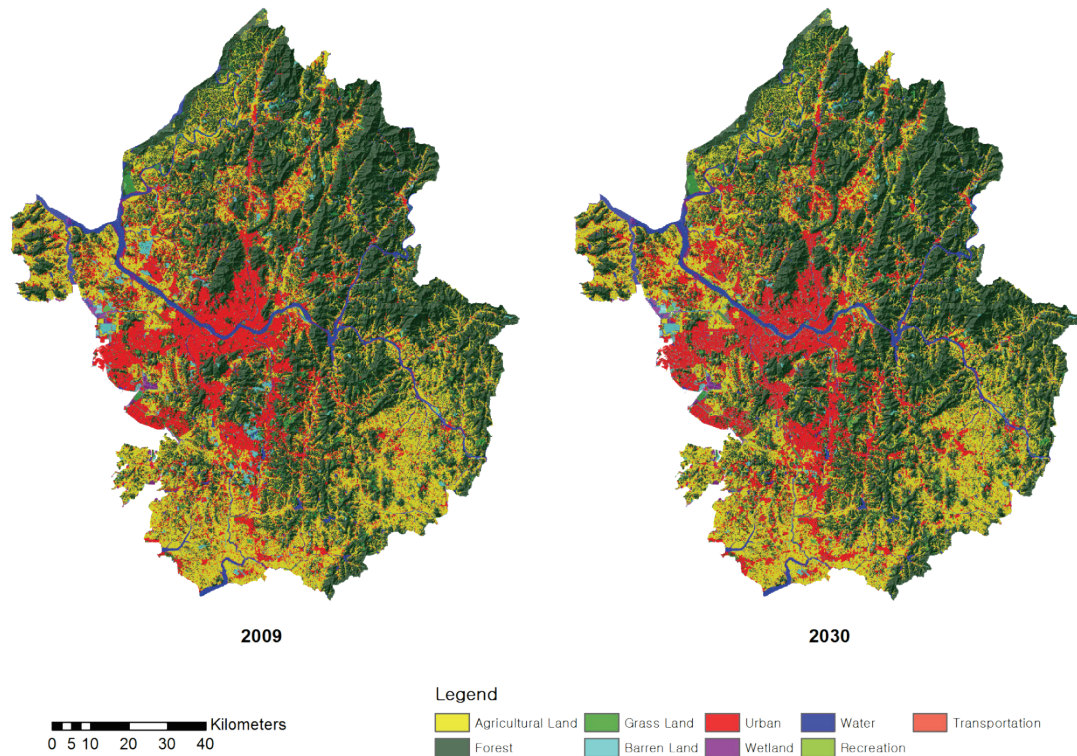 2009
2030
Legend
Kilometers
0 5 10 20 30 40
Agricultural Land Grass Land Urban Water Transportation
Forest Barren Land Wetland Recreation